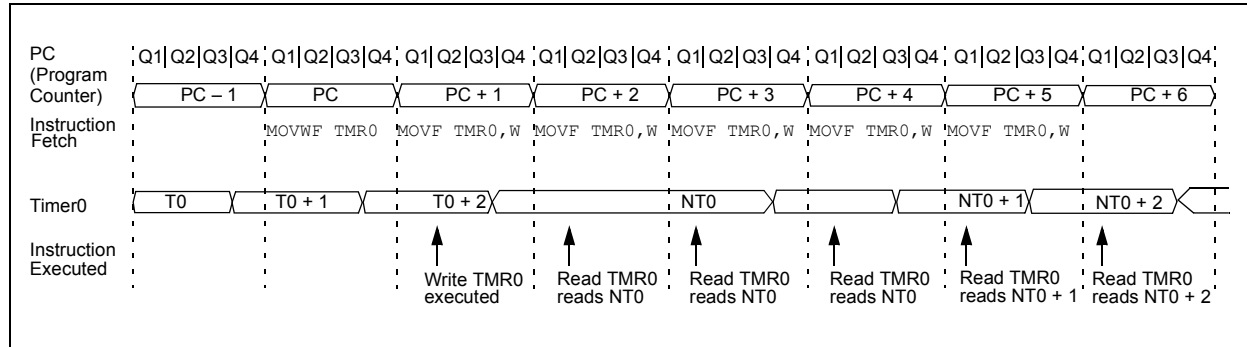 PC
(Program
Counter)
Q1|Q2|Q3|Q4 Q1|Q2|Q3|Q4 Q1|Q2|Q3|Q4 Q1|Q2|Q3|Q4 Q1|Q2|Q3|Q4 Q1|Q2|Q3|Q4 Q1|Q2|Q3|Q4 Q1|Q2|Q3|Q4
PC – 1 PC PC + 1 PC + 2 PC + 3 PC + 4 PC + 5 PC + 6
Instruction
Fetch
MOVWF TMR0 MOVF TMR0,W MOVF TMR0,W MOVF TMR0,W MOVF TMR0,W MOVF TMR0,W
Timer0
T0 T0 + 1 T0 + 2 NT0 NT0 + 1 NT0 + 2
Instruction
Executed
Write TMR0
executed
Read TMR0
reads NT0
Read TMR0
reads NT0
Read TMR0
reads NT0
Read TMR0
reads NT0 + 1
Read TMR0
reads NT0 + 2